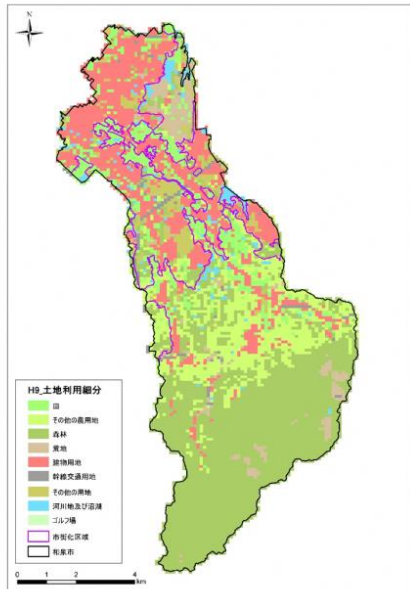 N
H9_土地利用細分
田
その他の農用地
森林
荒地
建物用地
幹線交通用地
その他の用地
河川地及び湖沼
ゴルフ場
市街化区域
和泉市
0 1 2 4
km